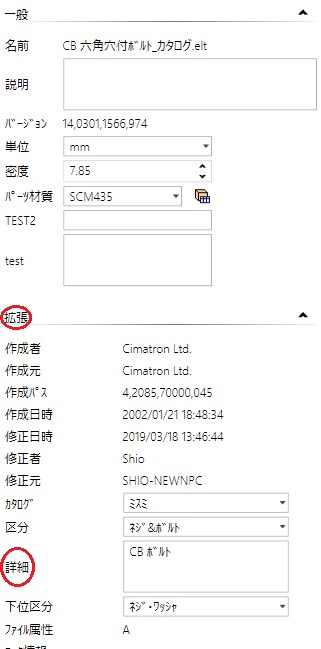 一般
名前 CB 六角穴付ﾎﾞﾙﾄ_カタログ.elt
説明
ﾊﾞｰｼﾞｮﾝ 14,0301,1566,974
単位 mm
密度 7.85
ﾊﾟｰﾂ材質 SCM435
TEST2
test
拡張
作成者 Cimatron Ltd.
作成元 Cimatron Ltd.
作成ﾊﾟｽ 4,2085,70000,045
作成日時 2002/01/21 18:48:34
修正日時 2019/03/18 13:46:44
修正者 Shio
修正元 SHIO-NEWNPC
ｶﾀﾛｸﾞ ﾐｽﾐ
区分 ﾈｼﾞ&ﾎﾞﾙﾄ
詳細 CB ﾎﾞﾙﾄ
下位区分 ﾈｼﾞ･ﾜｯｼｬ
ﾌｧｲﾙ属性 A